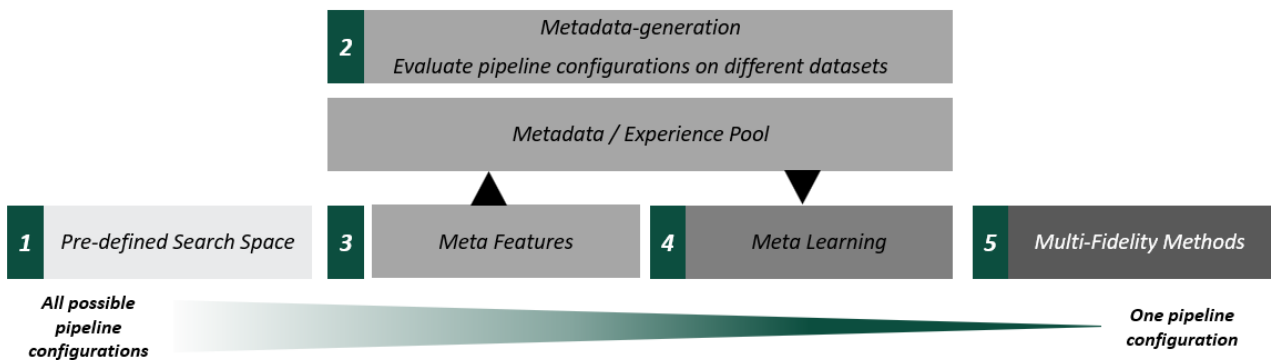 2
Metadata-generation
Evaluate pipeline configurations on different datasets
Metadata / Experience Pool
1
Pre-defined Search Space
3
Meta Features
4
Meta Learning
5
Multi-Fidelity Methods
All possible
pipeline
configurations
One pipeline
configuration